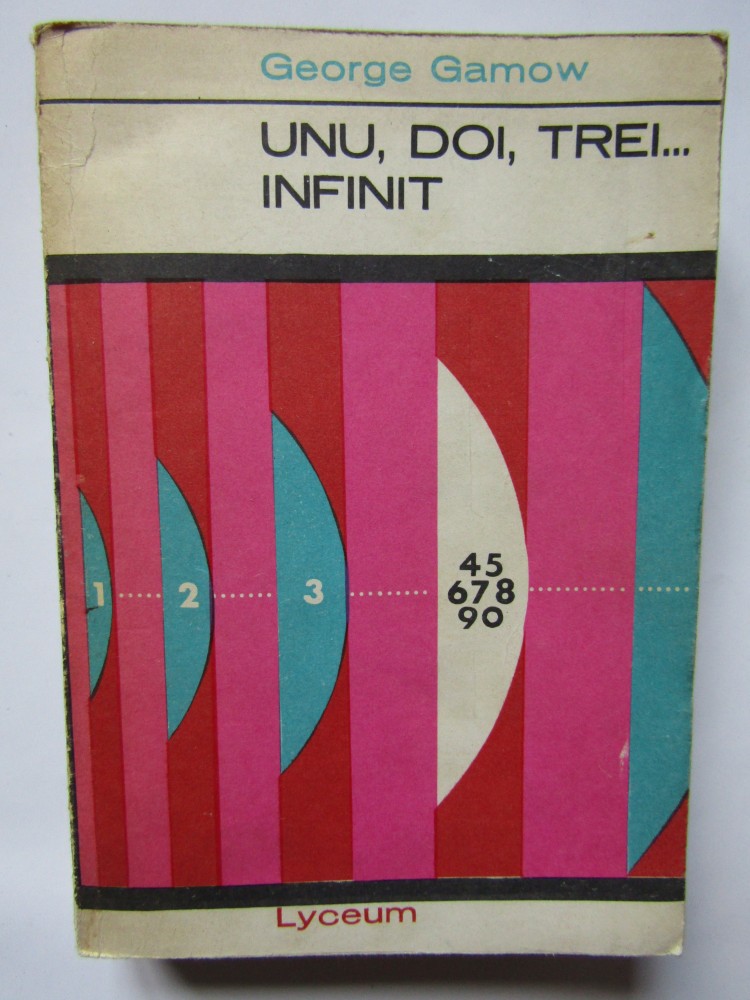 George Gamow
UNU, DOI, TREI...
INFINIT
1 2 3
45
678
90
Lyceum